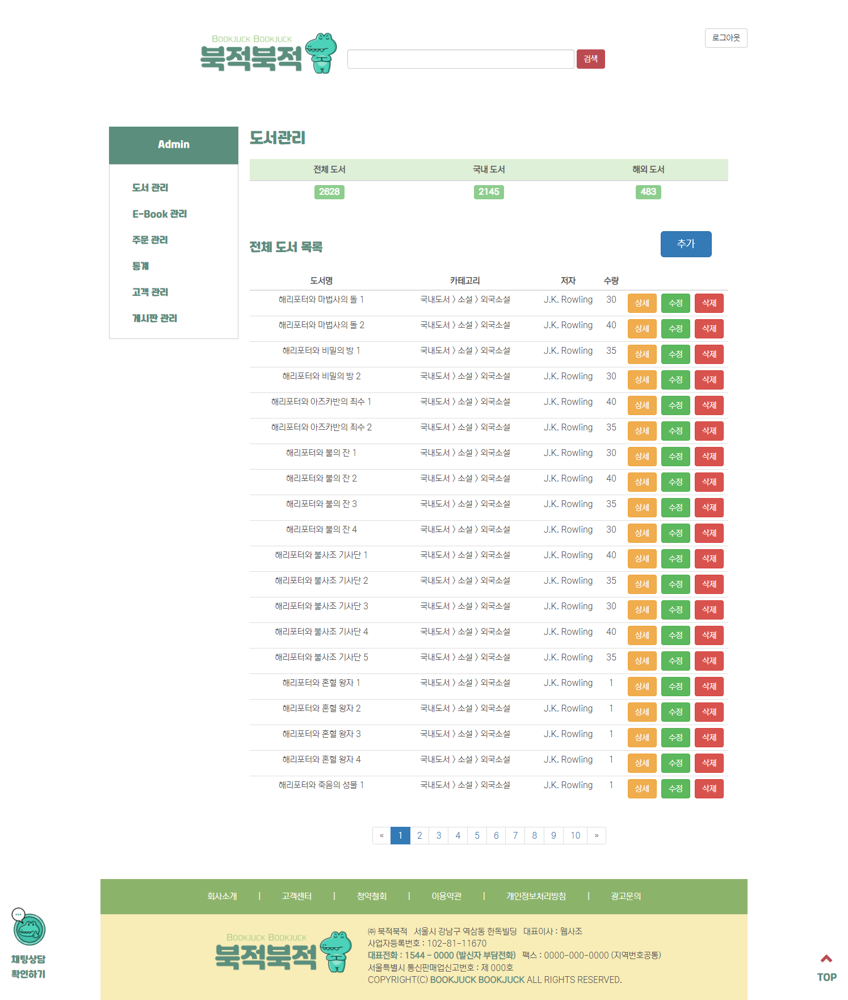 로그아웃
BOOKJUCK BOOKJUCK
북적북적
검색
Admin
도서 관리
E-Book 관리
주문 관리
통계
고객 관리
게시판 관리
도서관리
전체 도서 국내 도서 해외 도서
2628 2145 483
전체 도서 목록 추가
도서명 카테고리 저자 수량
해리포터와 마법사의 돌 1 국내도서 > 소설 > 외국소설 J.K. Rowling 30 상세 수정 삭제
해리포터와 마법사의 돌 2 국내도서 > 소설 > 외국소설 J.K. Rowling 40 상세 수정 삭제
해리포터와 비밀의 방 1 국내도서 > 소설 > 외국소설 J.K. Rowling 35 상세 수정 삭제
해리포터와 비밀의 방 2 국내도서 > 소설 > 외국소설 J.K. Rowling 30 상세 수정 삭제
해리포터와 아즈카반의 죄수 1 국내도서 > 소설 > 외국소설 J.K. Rowling 40 상세 수정 삭제
해리포터와 아즈카반의 죄수 2 국내도서 > 소설 > 외국소설 J.K. Rowling 35 상세 수정 삭제
해리포터와 불의 잔 1 국내도서 > 소설 > 외국소설 J.K. Rowling 30 상세 수정 삭제
해리포터와 불의 잔 2 국내도서 > 소설 > 외국소설 J.K. Rowling 40 상세 수정 삭제
해리포터와 불의 잔 3 국내도서 > 소설 > 외국소설 J.K. Rowling 35 상세 수정 삭제
해리포터와 불의 잔 4 국내도서 > 소설 > 외국소설 J.K. Rowling 30 상세 수정 삭제
해리포터와 불사조 기사단 1 국내도서 > 소설 > 외국소설 J.K. Rowling 40 상세 수정 삭제
해리포터와 불사조 기사단 2 국내도서 > 소설 > 외국소설 J.K. Rowling 35 상세 수정 삭제
해리포터와 불사조 기사단 3 국내도서 > 소설 > 외국소설 J.K. Rowling 30 상세 수정 삭제
해리포터와 불사조 기사단 4 국내도서 > 소설 > 외국소설 J.K. Rowling 40 상세 수정 삭제
해리포터와 불사조 기사단 5 국내도서 > 소설 > 외국소설 J.K. Rowling 35 상세 수정 삭제
해리포터와 혼혈 왕자 1 국내도서 > 소설 > 외국소설 J.K. Rowling 1 상세 수정 삭제
해리포터와 혼혈 왕자 2 국내도서 > 소설 > 외국소설 J.K. Rowling 1 상세 수정 삭제
해리포터와 혼혈 왕자 3 국내도서 > 소설 > 외국소설 J.K. Rowling 1 상세 수정 삭제
해리포터와 혼혈 왕자 4 국내도서 > 소설 > 외국소설 J.K. Rowling 1 상세 수정 삭제
해리포터와 죽음의 성물 1 국내도서 > 소설 > 외국소설 J.K. Rowling 1 상세 수정 삭제
« 1 2 3 4 5 6 7 8 9 10 »
회사소개 | 고객센터 | 청약철회 | 이용약관 | 개인정보처리방침 | 광고문의
BOOKJUCK BOOKJUCK
북적북적
㈜ 북적북적 서울시 강남구 역삼동 한독빌딩 대표이사 : 웹사조
사업자등록번호 : 102-81-11670
대표전화 : 1544 - 0000 (발신자 부담전화) 팩스 : 0000-000-0000 (지역번호공통)
서울특별시 통신판매업신고번호 : 제 000호
COPYRIGHT(C) BOOKJUCK BOOKJUCK ALL RIGHTS RESERVED.
채팅상담
확인하기
TOP